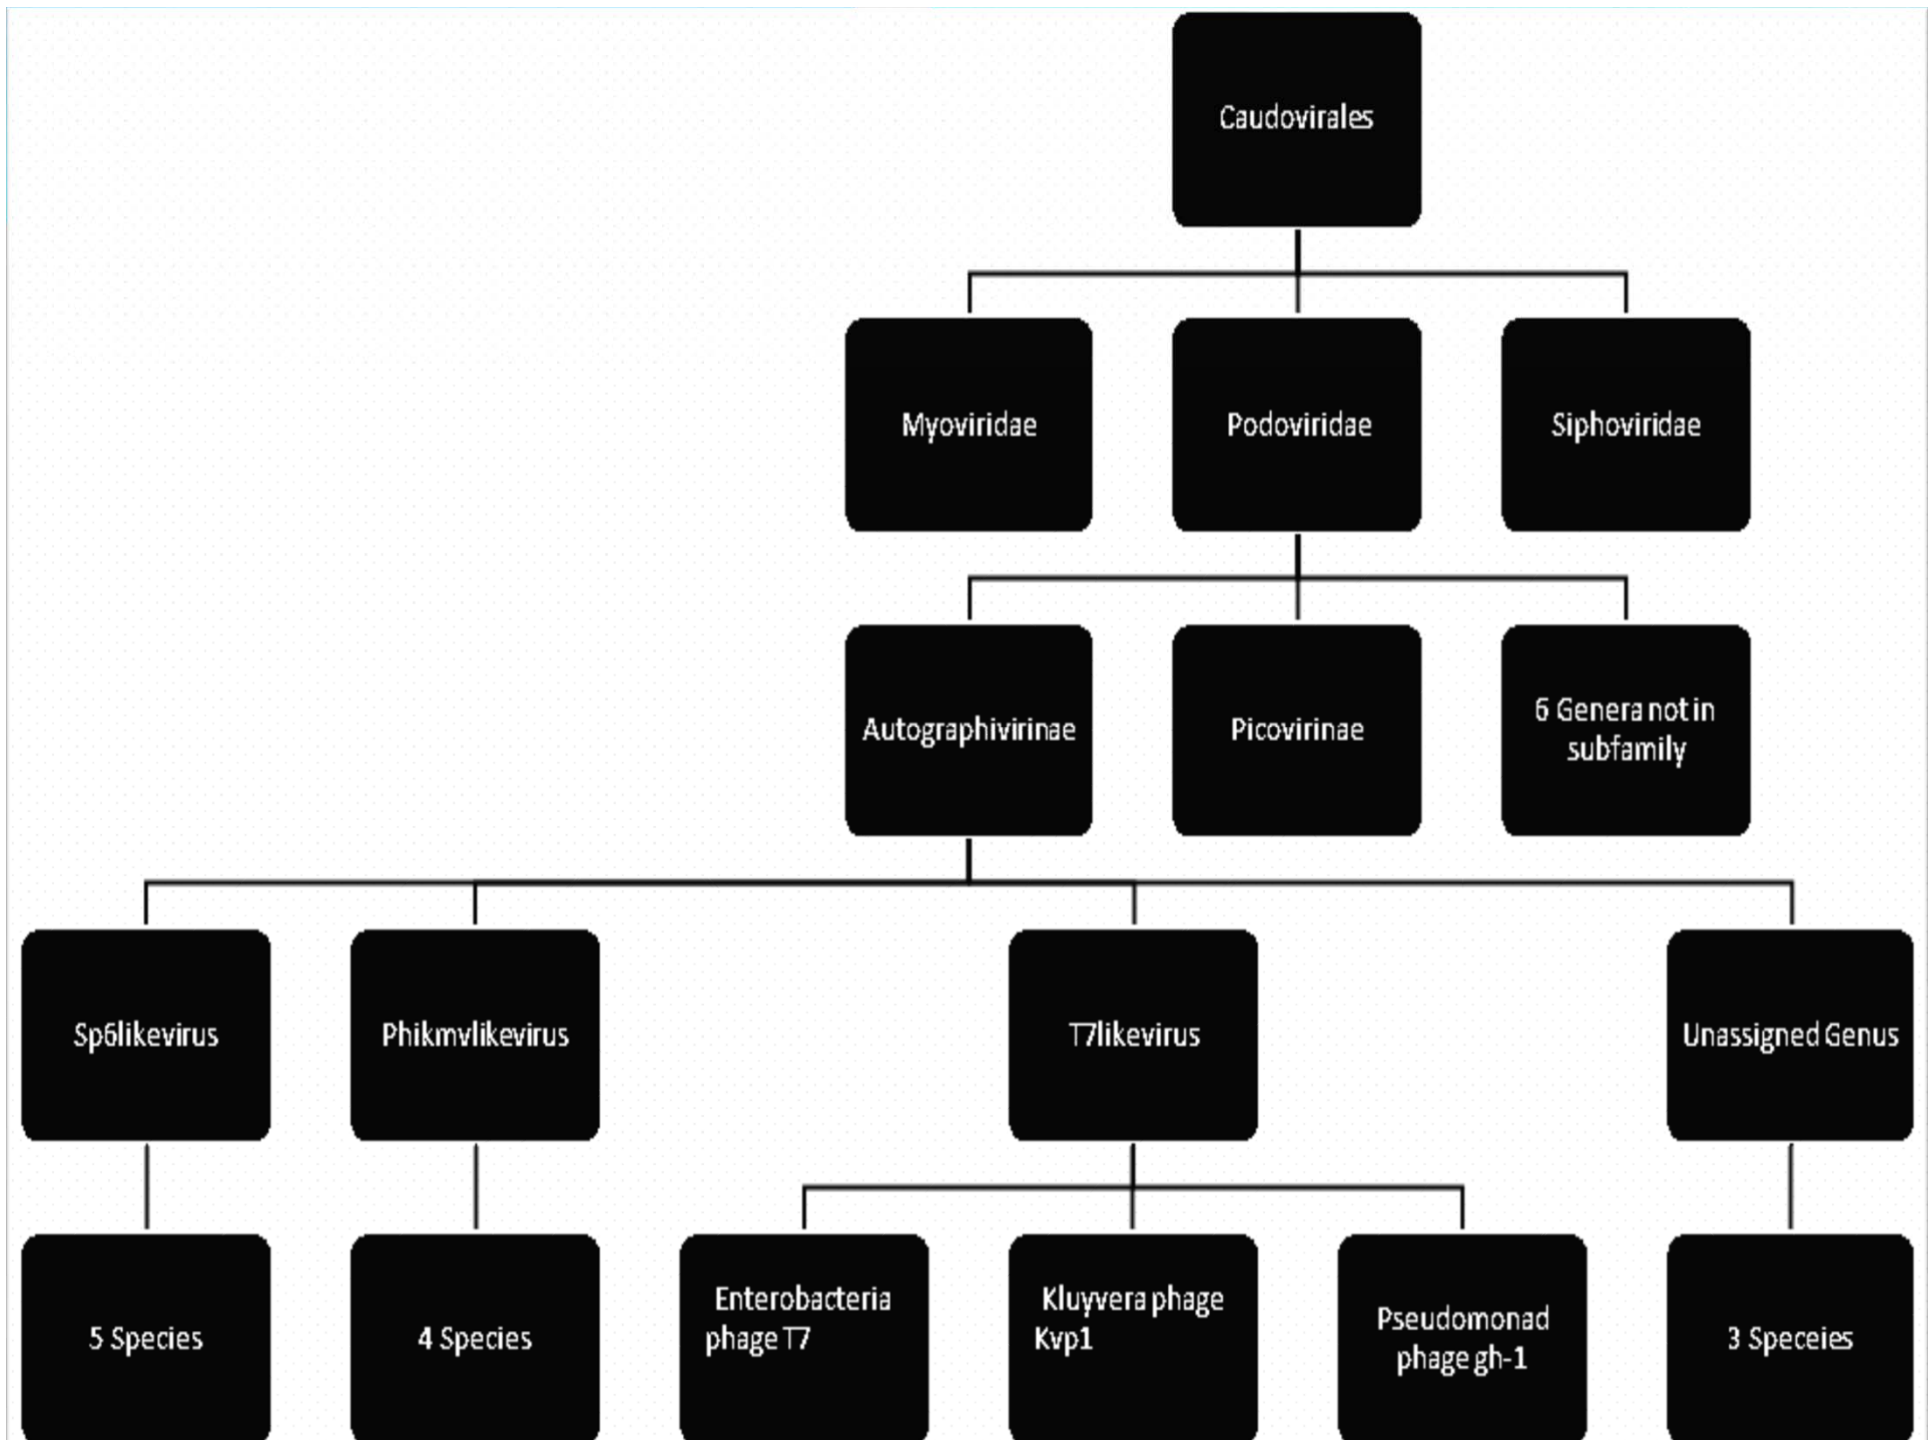 Caudovirales
Myoviridae
Podoviridae
Siphoviridae
Autographivirinae
Picovirinae
6 Genera not in
subfamily
Sp6likevirus
Phikmvlikevirus
T7likevirus
Unassigned Genus
5 Species
4 Species
Enterobacteria
phage T7
Kluyvera phage
Kvp1
Pseudomonad
phage gh-1
3 Speceies